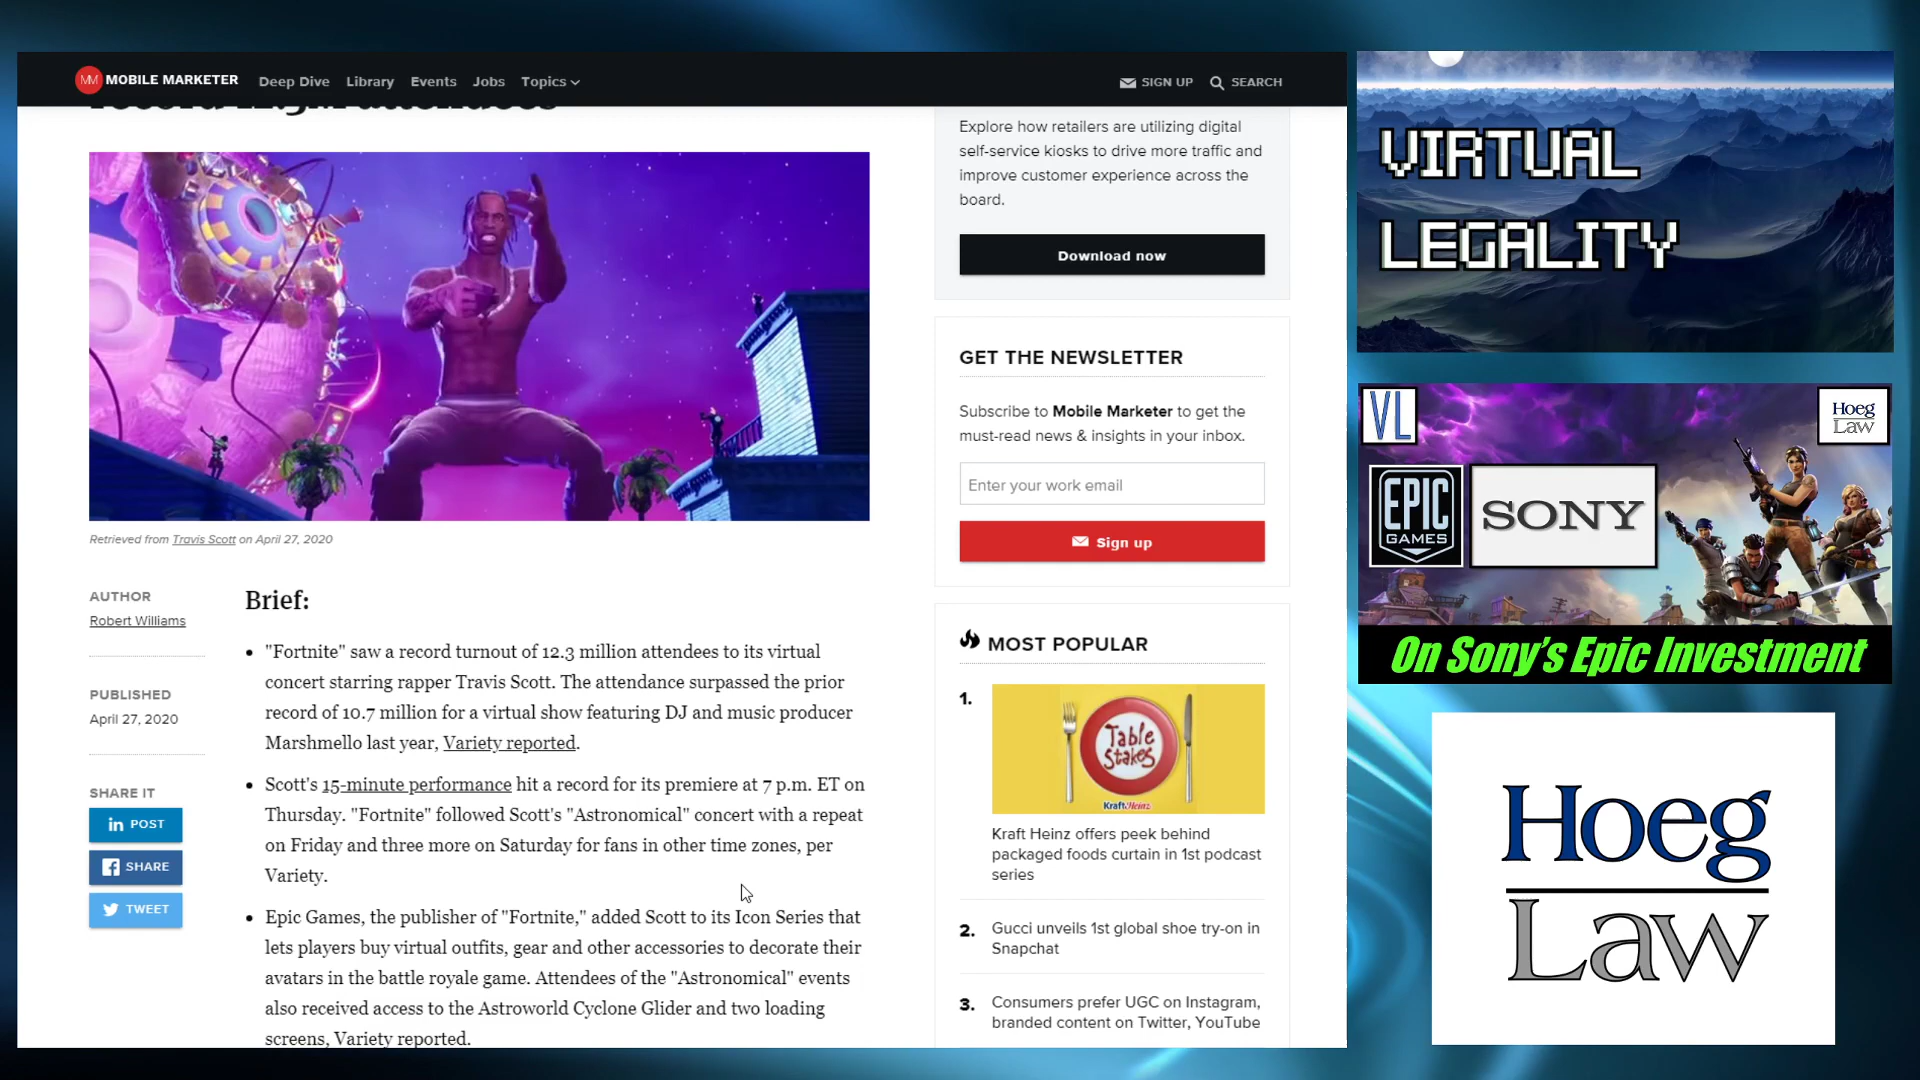 MM MOBILE MARKETER Deep Dive Library Events Jobs Topics SIGN UP SEARCH
record-high attendees
Retrieved from Travis Scott on April 27, 2020
AUTHOR
Robert Williams
PUBLISHED
April 27, 2020
SHARE IT
in POST
SHARE
TWEET
Brief:
"Fortnite" saw a record turnout of 12.3 million attendees to its virtual
concert starring rapper Travis Scott. The attendance surpassed the prior
record of 10.7 million for a virtual show featuring DJ and music producer
Marshmello last year, Variety reported.
Scott's 15-minute performance hit a record for its premiere at 7 p.m. ET on
Thursday. "Fortnite" followed Scott's "Astronomical" concert with a repeat
on Friday and three more on Saturday for fans in other time zones, per
Variety.
Epic Games, the publisher of "Fortnite," added Scott to its Icon Series that
lets players buy virtual outfits, gear and other accessories to decorate their
avatars in the battle royale game. Attendees of the "Astronomical" events
also received access to the Astroworld Cyclone Glider and two loading
screens, Variety reported.
Explore how retailers are utilizing digital
self-service kiosks to drive more traffic and
improve customer experience across the
board.
Download now
GET THE NEWSLETTER
Subscribe to Mobile Marketer to get the
must-read news & insights in your inbox.
Enter your work email
Sign up
MOST POPULAR
1.
Table
Stakes
KraftHeinz
Kraft Heinz offers peek behind
packaged foods curtain in 1st podcast
series
2. Gucci unveils 1st global shoe try-on in
Snapchat
3. Consumers prefer UGC on Instagram,
branded content on Twitter, YouTube
VIRTUAL
LEGALITY
VL
Hoeg
Law
EPIC
GAMES
SONY
On Sony's Epic Investment
Hoeg
Law